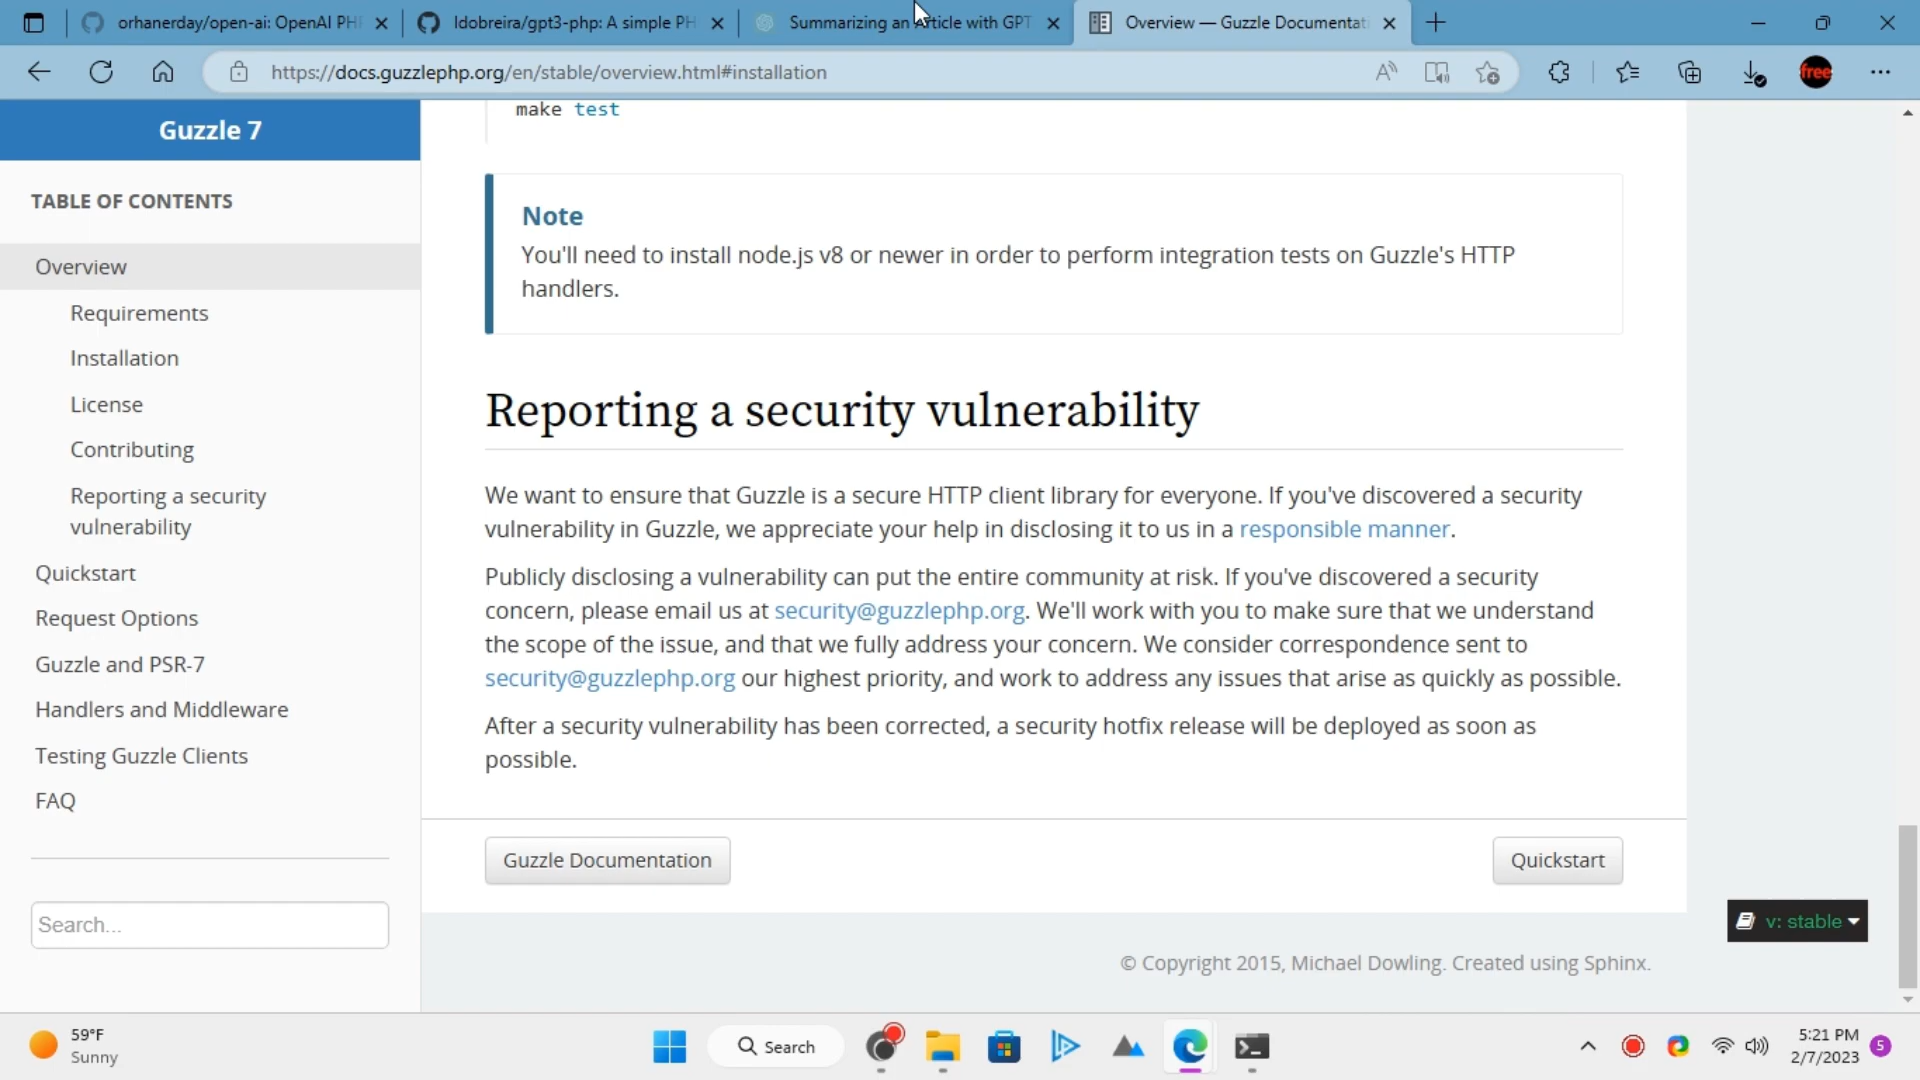 orhanerday/open-ai: OpenAI PH
ldobreira/gpt3-php: A simple PH
Summarizing an Article with GPT
Overview — Guzzle Documentat
https://docs.guzzlephp.org/en/stable/overview.html#installation
free
Guzzle 7
TABLE OF CONTENTS
Overview
Requirements
Installation
License
Contributing
Reporting a security
vulnerability
Quickstart
Request Options
Guzzle and PSR-7
Handlers and Middleware
Testing Guzzle Clients
FAQ
Search...
make test
Note
You'll need to install node.js v8 or newer in order to perform integration tests on Guzzle's HTTP
handlers.
Reporting a security vulnerability
We want to ensure that Guzzle is a secure HTTP client library for everyone. If you've discovered a security
vulnerability in Guzzle, we appreciate your help in disclosing it to us in a responsible manner.
Publicly disclosing a vulnerability can put the entire community at risk. If you've discovered a security
concern, please email us at security@guzzlephp.org. We'll work with you to make sure that we understand
the scope of the issue, and that we fully address your concern. We consider correspondence sent to
security@guzzlephp.org our highest priority, and work to address any issues that arise as quickly as possible.
After a security vulnerability has been corrected, a security hotfix release will be deployed as soon as
possible.
Guzzle Documentation
Quickstart
v: stable
© Copyright 2015, Michael Dowling. Created using Sphinx.
59°F
Sunny
Search
5:21 PM
2/7/2023
5